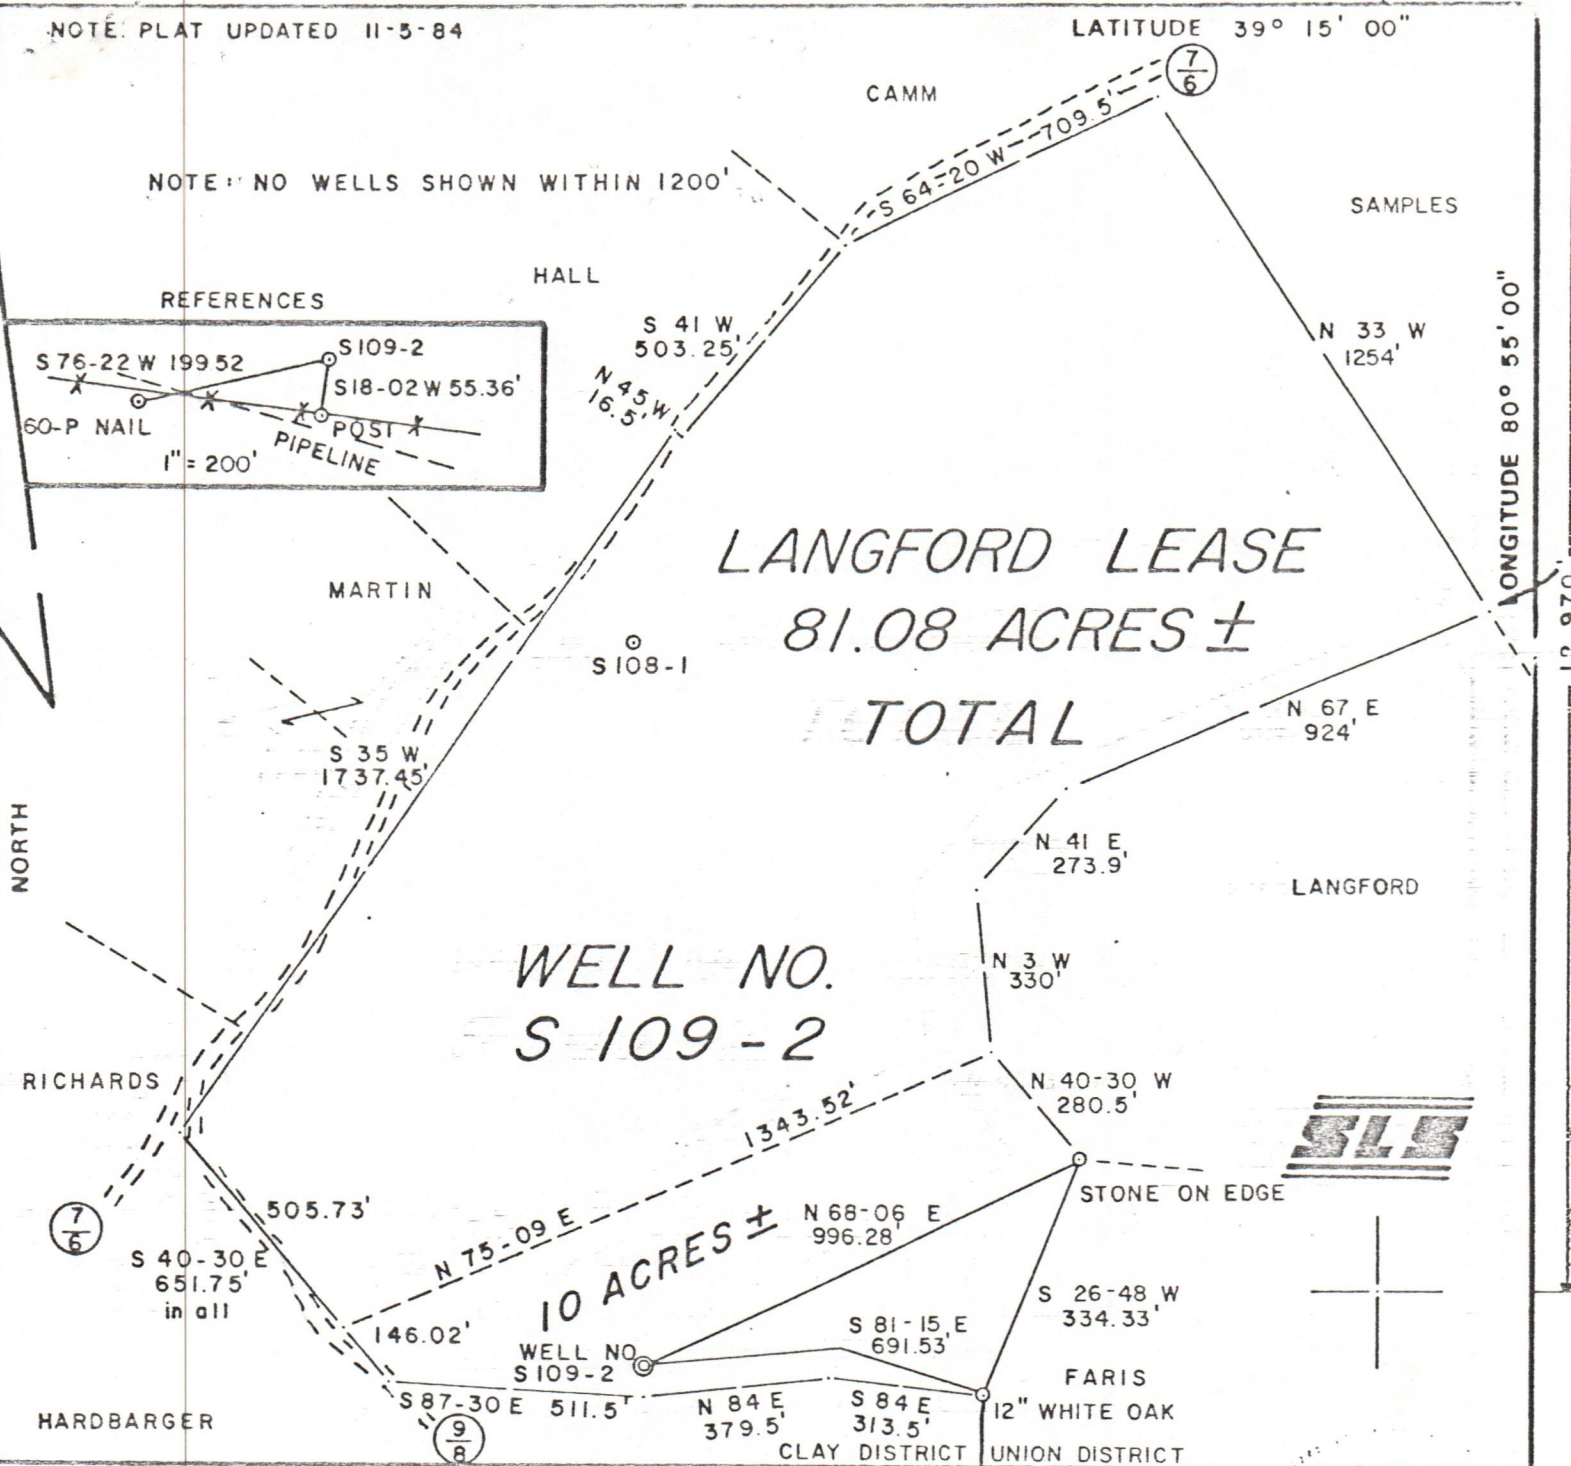 NOTE: PLAT UPDATED 11-5-84
LATITUDE 39° 15' 00"
7
6
CAMM
S 64-20 W 709.5'
NOTE: NO WELLS SHOWN WITHIN 1200'
SAMPLES
HALL
REFERENCES
S 41 W
503.25'
N 33 W
1254'
LONGITUDE 80° 55' 00"
S109-2
S 76-22 W 199.52
S18-02 W 55.36'
60-P NAIL
POST
PIPELINE
1" = 200'
N 45 W
16.5'
LANGFORD LEASE
81.08 ACRES ±
TOTAL
MARTIN
S 108-1
N 67 E
924'
S 35 W
1737.45'
NORTH
N 41 E
273.9'
LANGFORD
WELL NO.
S 109-2
N 3 W
330'
RICHARDS
N 40-30 W
280.5'
1343.52'
N 75-09 E
SLS
STONE ON EDGE
7
6
505.73'
S 40-30 E
651.75'
in all
10 ACRES ±
N 68-06 E
996.28'
S 26-48 W
334.33'
146.02'
S 81-15 E
691.53'
WELL NO.
S109-2
FARIS
12" WHITE OAK
S 87-30 E 511.5'
N 84 E
379.5'
S 84 E
313.5'
HARDBARGER
9
8
CLAY DISTRICT
UNION DISTRICT